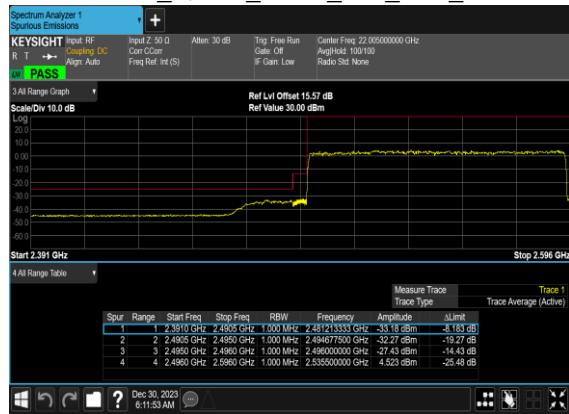 Spectrum Analyzer 1
Spurious Emissions
+
KEYSIGHT Input: RF Input Z: 50 Ω Atten: 30 dB Trig: Free Run Center Freq: 22.005000000 GHz
R T Coupling: DC Corr CCorr Gate: Off Avg|Hold: 100/100
Align: Auto Freq Ref: Int (S) IF Gain: Low Radio Std: None
LW PASS
3 All Range Graph
Ref Lvl Offset 15.57 dB
Scale/Div 10.0 dB Ref Value 30.00 dBm
Log
20.0
10.0
0.00
-10.0
-20.0
-30.0
-40.0
-50.0
-60.0
Start 2.391 GHz Stop 2.596 GHz
4 All Range Table
Measure Trace Trace 1
Trace Type Trace Average (Active)
Spur Range Start Freq Stop Freq RBW Frequency Amplitude ΔLimit
1 1 2.3910 GHz 2.4905 GHz 1.000 MHz 2.481213333 GHz -33.18 dBm -8.183 dB
2 2 2.4905 GHz 2.4950 GHz 1.000 MHz 2.494677500 GHz -32.27 dBm -19.27 dB
3 3 2.4950 GHz 2.4960 GHz 1.000 MHz 2.496000000 GHz -27.43 dBm -14.43 dB
4 4 2.4960 GHz 2.5960 GHz 1.000 MHz 2.535500000 GHz 4.523 dBm -25.48 dB
? Dec 30, 2023
6:11:53 AM